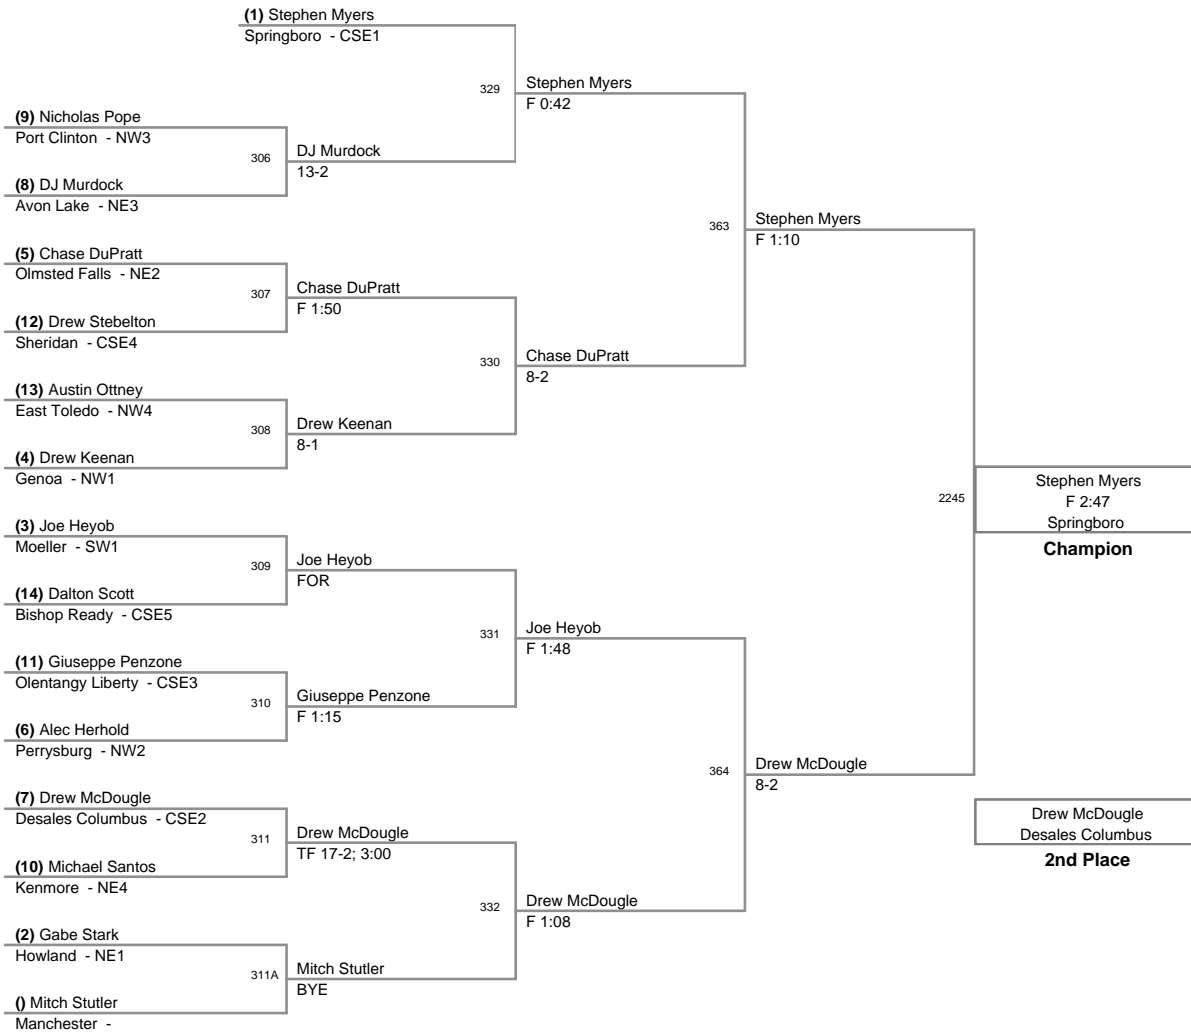 (1) Stephen Myers
Springboro - CSE1
329
Stephen Myers
F 0:42
(9) Nicholas Pope
Port Clinton - NW3
306
DJ Murdock
13-2
(8) DJ Murdock
Avon Lake - NE3
363
Stephen Myers
F 1:10
(5) Chase DuPratt
Olmsted Falls - NE2
307
Chase DuPratt
F 1:50
(12) Drew Stebelton
Sheridan - CSE4
330
Chase DuPratt
8-2
(13) Austin Ottney
East Toledo - NW4
308
Drew Keenan
8-1
(4) Drew Keenan
Genoa - NW1
2245
Stephen Myers
F 2:47
Springboro
Champion
(3) Joe Heyob
Moeller - SW1
309
Joe Heyob
FOR
(14) Dalton Scott
Bishop Ready - CSE5
331
Joe Heyob
F 1:48
(11) Giuseppe Penzone
Olentangy Liberty - CSE3
310
Giuseppe Penzone
F 1:15
(6) Alec Herhold
Perrysburg - NW2
364
Drew McDougle
8-2
(7) Drew McDougle
Desales Columbus - CSE2
311
Drew McDougle
TF 17-2; 3:00
(10) Michael Santos
Kenmore - NE4
Drew McDougle
Desales Columbus
2nd Place
332
Drew McDougle
F 1:08
(2) Gabe Stark
Howland - NE1
311A
Mitch Stutler
BYE
() Mitch Stutler
Manchester -